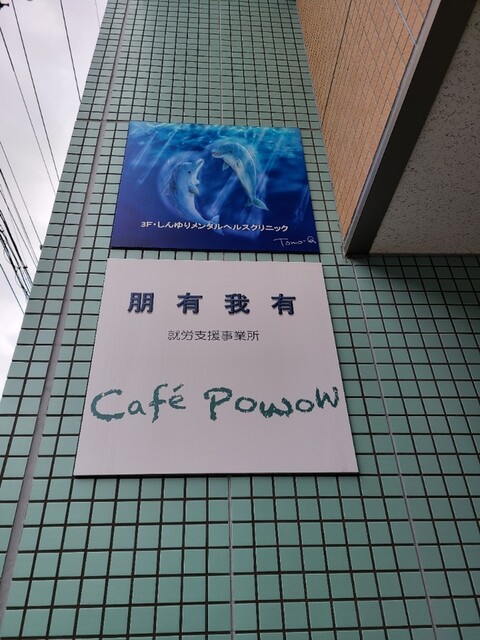 3F・しんゆりメンタルヘルスクリニック
Tomo-Q
朋有我有
就労支援事業所
Café PowoW